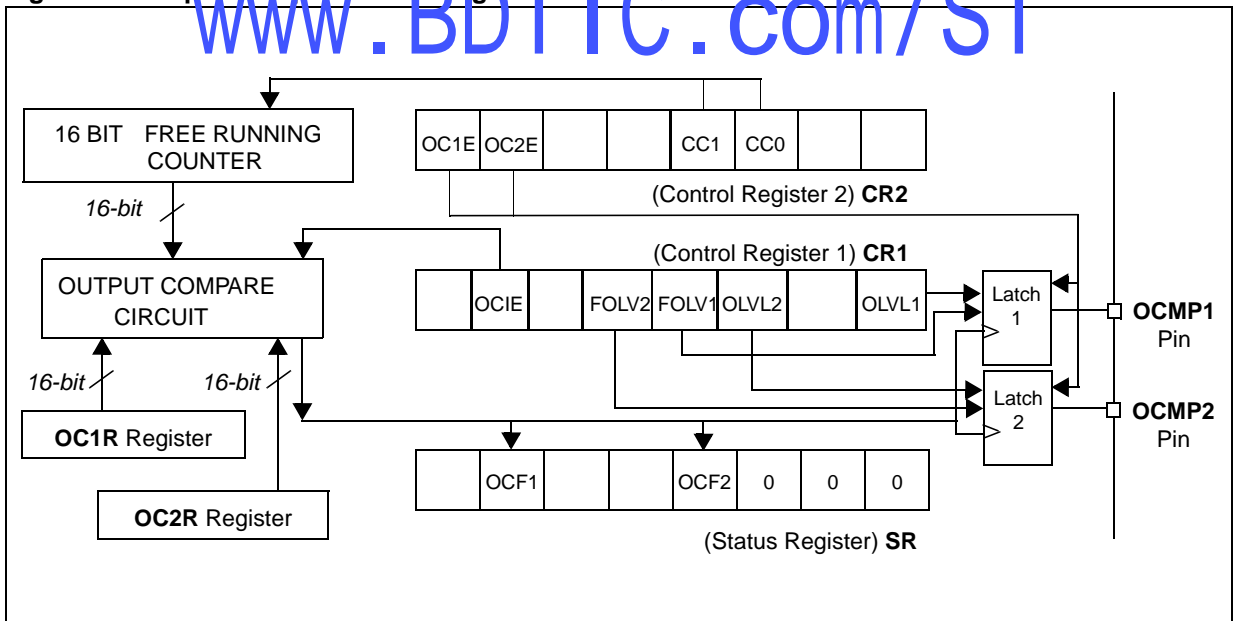 www.BDTIC.com/ST
16 BIT FREE RUNNING
COUNTER
16-bit
OUTPUT COMPARE
CIRCUIT
16-bit
16-bit
OC1R Register
OC2R Register
OC1E OC2E CC1 CC0
(Control Register 2) CR2
(Control Register 1) CR1
OCIE FOLV2 FOLV1 OLVL2 OLVL1
OCF1 OCF2 0 0 0
(Status Register) SR
Latch
1
Latch
2
OCMP1
Pin
OCMP2
Pin